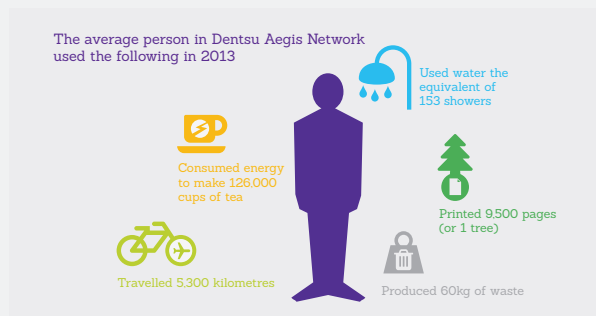 The average person in Dentsu Aegis Network
used the following in 2013
Used water the
equivalent of
153 showers
Consumed energy
to make 126,000
cups of tea
Printed 9,500 pages
(or 1 tree)
Travelled 5,300 kilometres
Produced 60kg of waste